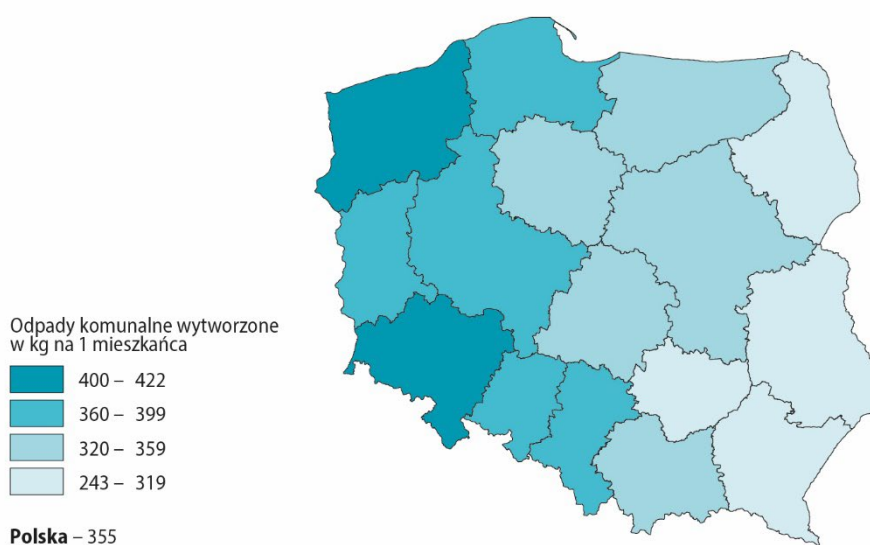 Odpady komunalne wytworzone
w kg na 1 mieszkańca
400 – 422
360 – 399
320 – 359
243 – 319
Polska – 355